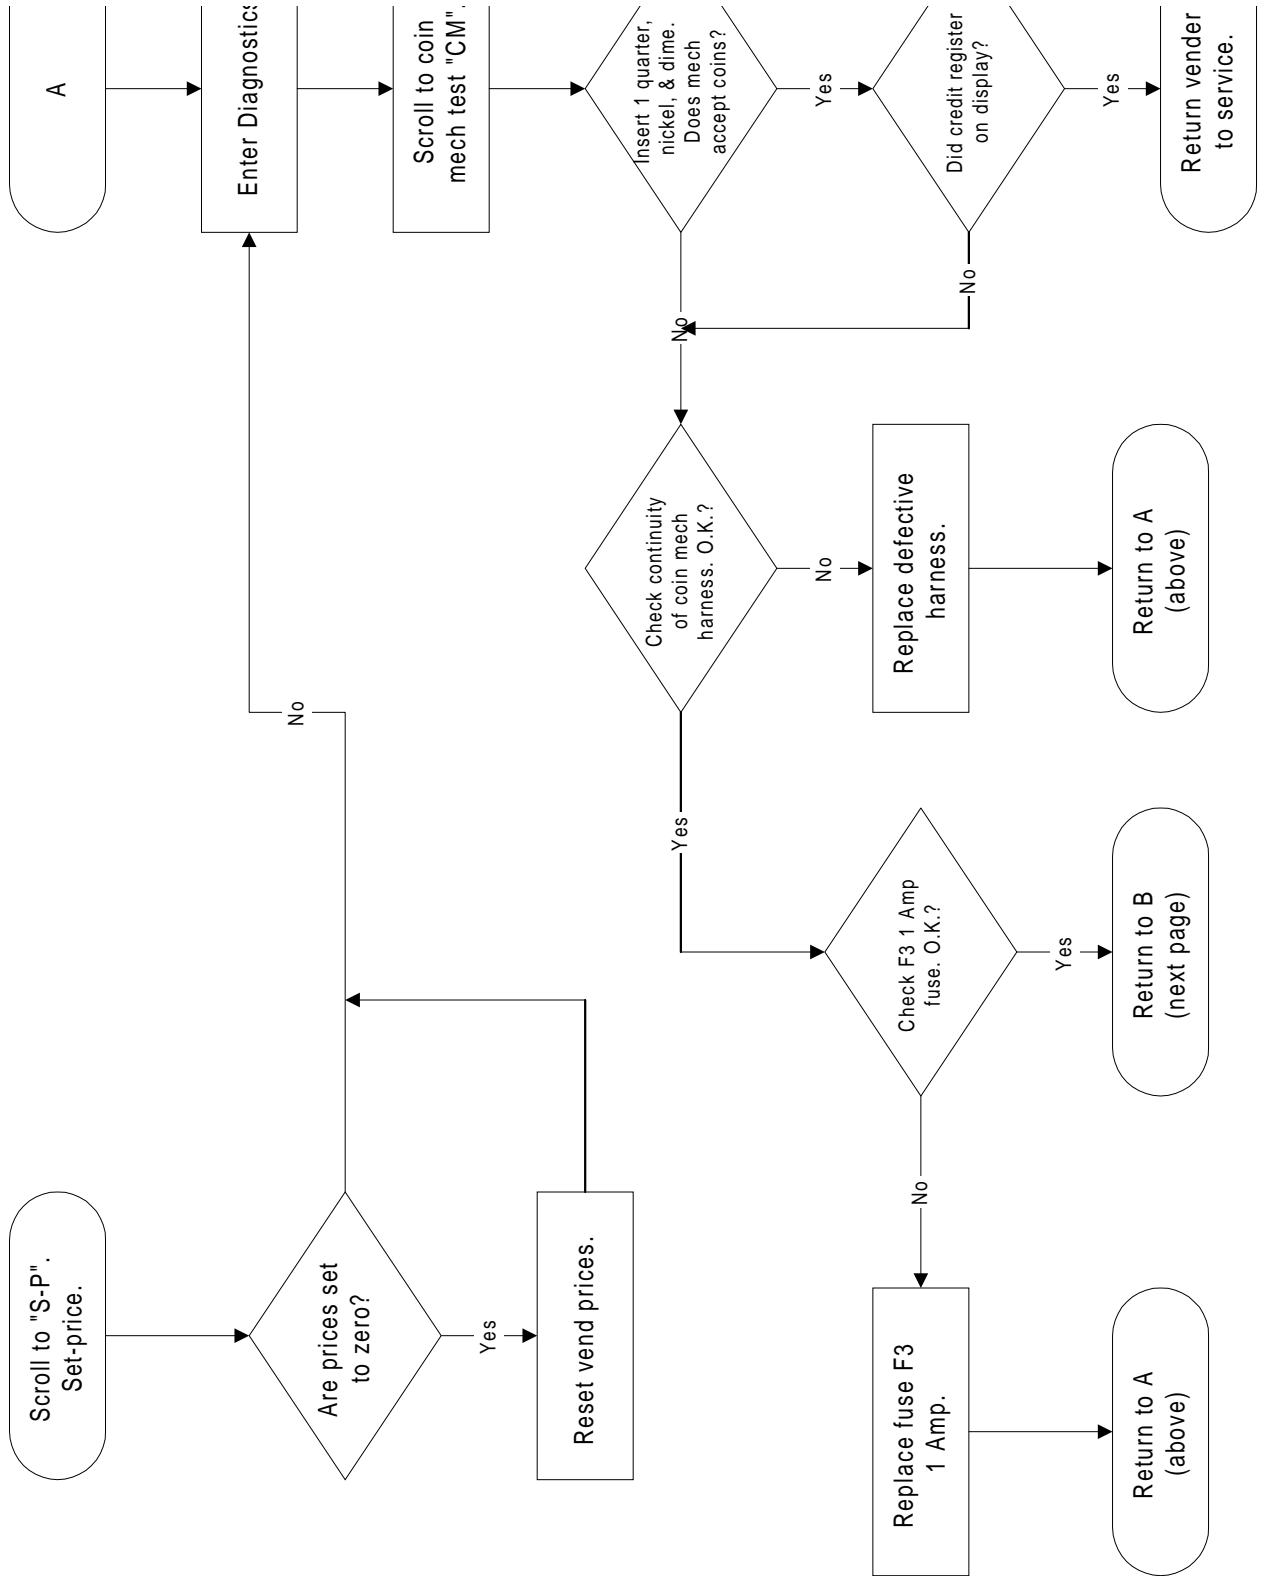 Scroll to "S-P".
Set-price.
Are prices set
to zero?
Yes
Reset vend prices.
No
A
Enter Diagnostics
Scroll to coin
mech test "CM".
Insert 1 quarter,
nickel, & dime.
Does mech
accept coins?
Yes
Did credit register
on display?
Yes
Return vender
to service.
No
No
Check continuity
of coin mech
harness. O.K.?
No
Replace defective
harness.
Return to A
(above)
Yes
Check F3 1 Amp
fuse. O.K.?
Yes
Return to B
(next page)
No
Replace fuse F3
1 Amp.
Return to A
(above)